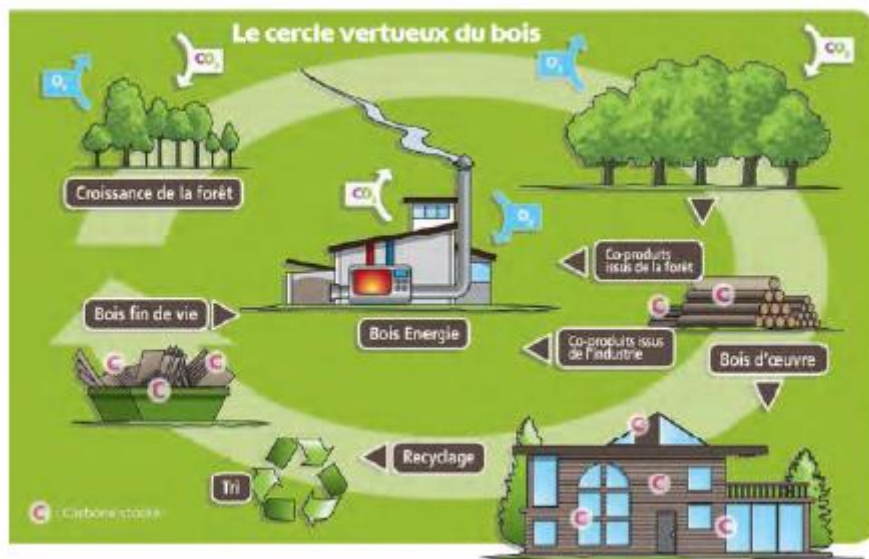 Le cercle vertueux du bois
O₂
CO₂
O₂
CO₂
Croissance de la forêt
CO₂
O₂
Co-produits
issus de la forêt
Bois fin de vie
Bois Energie
C
C
Co-produits issus
de l'industrie
Bois d'œuvre
C
C
C
C
Recyclage
C
Tri
C
C
C : Carbone stocké